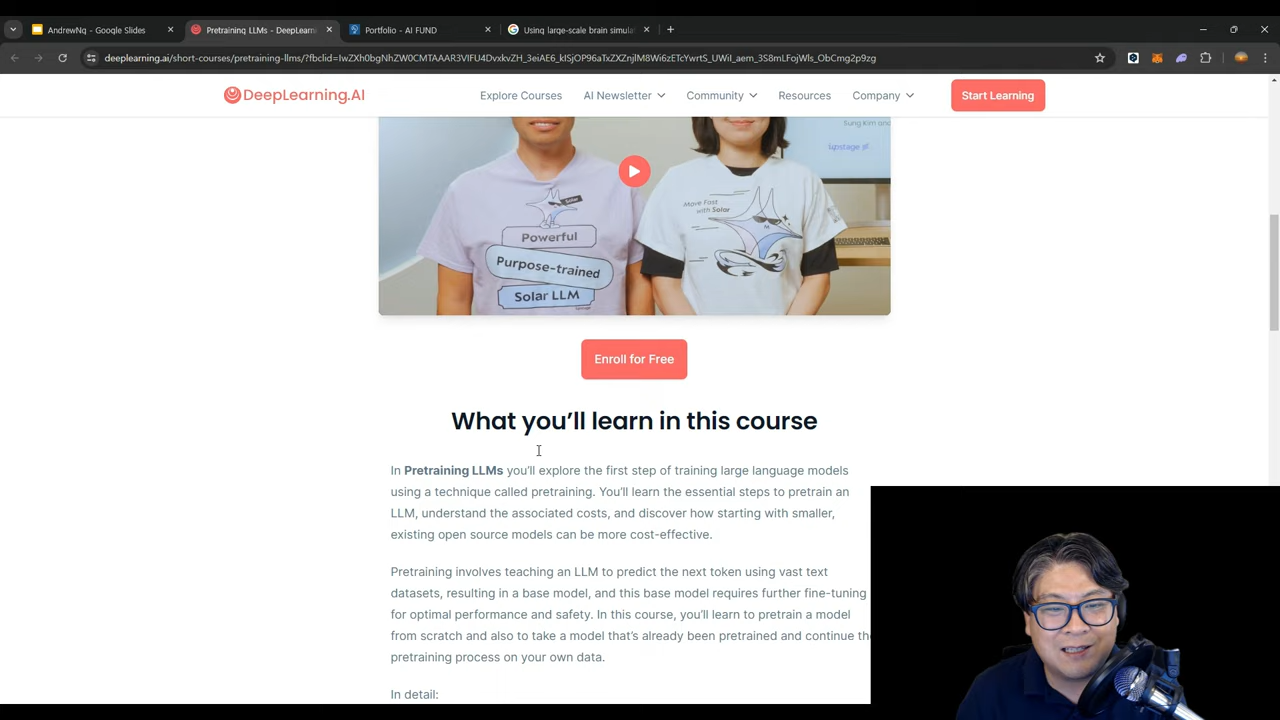 AndrewNg - Google Slides
Pretraining LLMs - DeepLearni
Portfolio - AI FUND
Using large-scale brain simula
deeplearning.ai/short-courses/pretraining-llms/?fbclid=
DeepLearning.AI
Explore Courses
AI Newsletter
Community
Resources
Company
Start Learning
Sung Kim and
upstage
Solar
Powerful
Purpose-trained
Solar LLM
Move Fast
with Solar
Enroll for Free
What you’ll learn in this course
In Pretraining LLMs you’ll explore the first step of training large language models
using a technique called pretraining. You’ll learn the essential steps to pretrain an
LLM, understand the associated costs, and discover how starting with smaller,
existing open source models can be more cost-effective.
Pretraining involves teaching an LLM to predict the next token using vast text
datasets, resulting in a base model, and this base model requires further fine-tuning
for optimal performance and safety. In this course, you’ll learn to pretrain a model
from scratch and also to take a model that’s already been pretrained and continue the
pretraining process on your own data.
In detail: